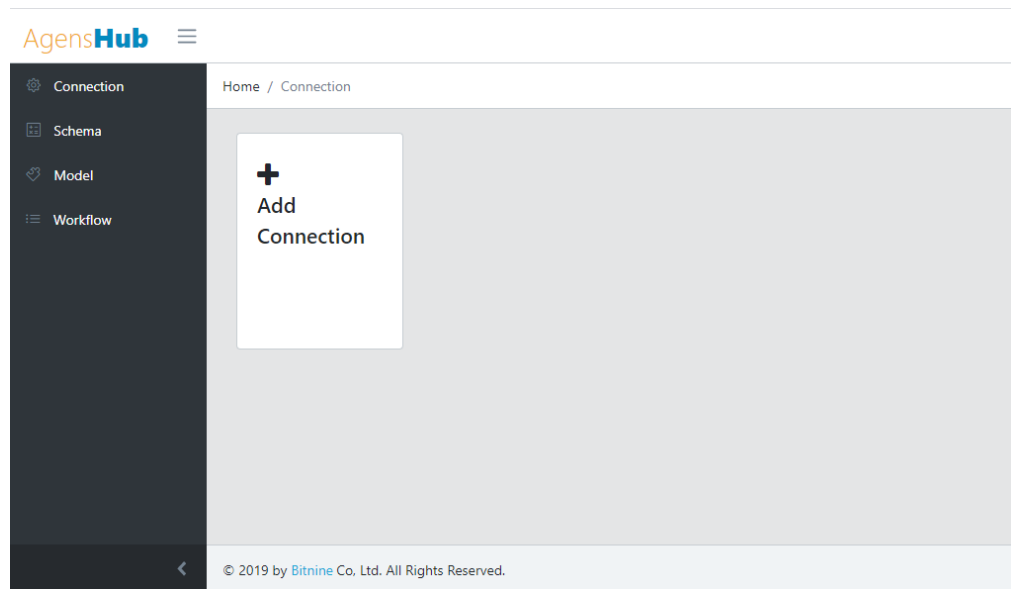 AgensHub
Connection
Schema
Model
Workflow
Home / Connection
Add
Connection
© 2019 by Bitnine Co, Ltd. All Rights Reserved.